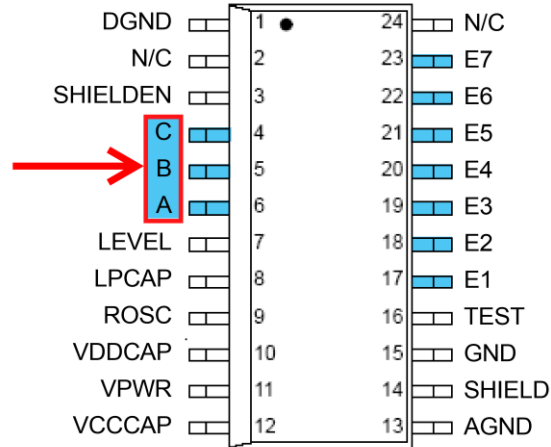 DGND 1 24 N/C
N/C 2 23 E7
SHIELDEN 3 22 E6
C 4 21 E5
B 5 20 E4
A 6 19 E3
LEVEL 7 18 E2
LPCAP 8 17 E1
ROSC 9 16 TEST
VDDCAP 10 15 GND
VPWR 11 14 SHIELD
VCCCAP 12 13 AGND